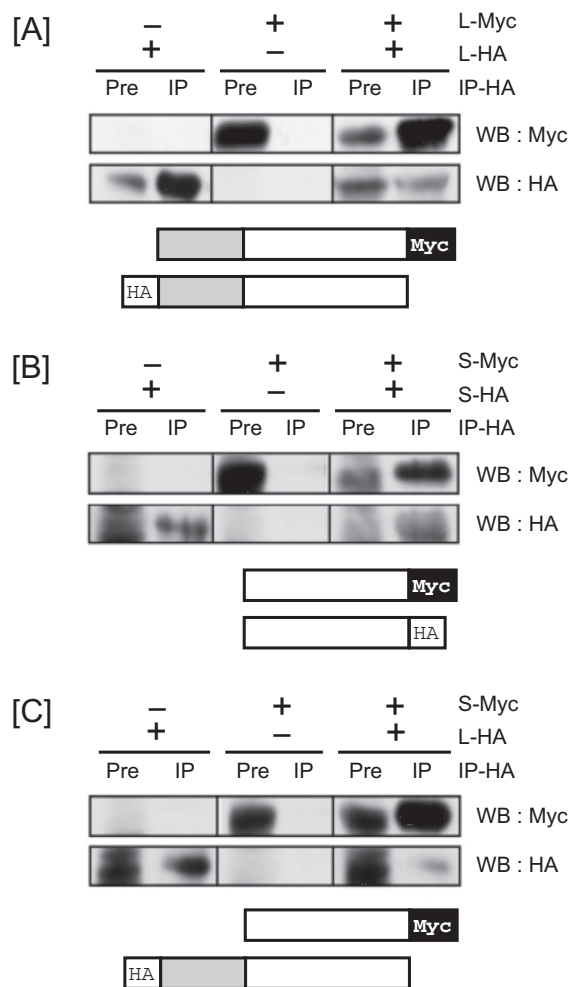 [A]
– + + L-Myc
+ – + L-HA
Pre IP Pre IP Pre IP IP-HA
WB : Myc
WB : HA
Myc
HA
[B]
– + + S-Myc
+ – + S-HA
Pre IP Pre IP Pre IP IP-HA
WB : Myc
WB : HA
Myc
HA
[C]
– + + S-Myc
+ – + L-HA
Pre IP Pre IP Pre IP IP-HA
WB : Myc
WB : HA
Myc
HA